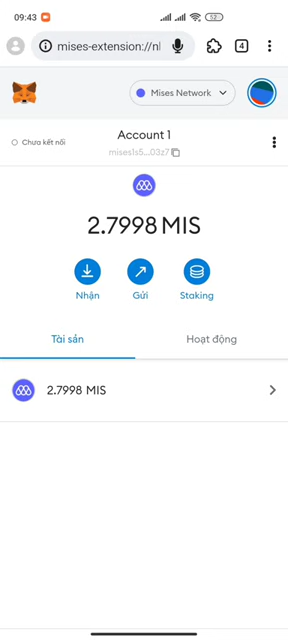 09:43
52
mises-extension://nl
4
Mises Network
Chưa kết nối
Account 1
mises1s5...03z7
2.7998 MIS
Nhận
Gửi
Staking
Tài sản
Hoạt động
2.7998 MIS